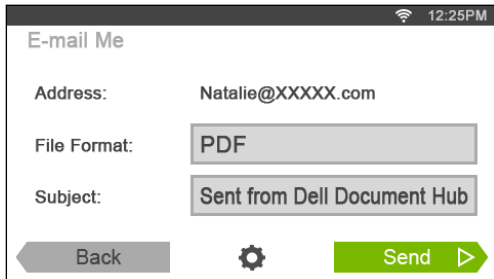 12:25PM
E-mail Me
Address: Natalie@XXXXX.com
File Format: PDF
Subject: Sent from Dell Document Hub
Back Send